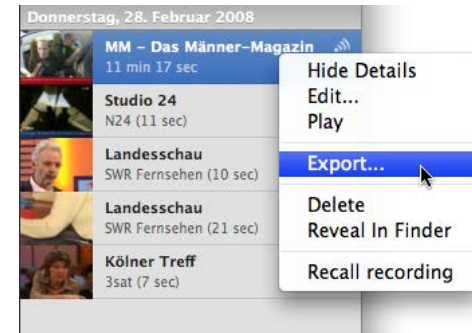 Donnerstag, 28. Februar 2008
MM – Das Männer-Magazin
11 min 17 sec
Studio 24
N24 (11 sec)
Landesschau
SWR Fernsehen (10 sec)
Landesschau
SWR Fernsehen (21 sec)
Kölner Treff
3sat (7 sec)
Hide Details
Edit...
Play
Export...
Delete
Reveal In Finder
Recall recording